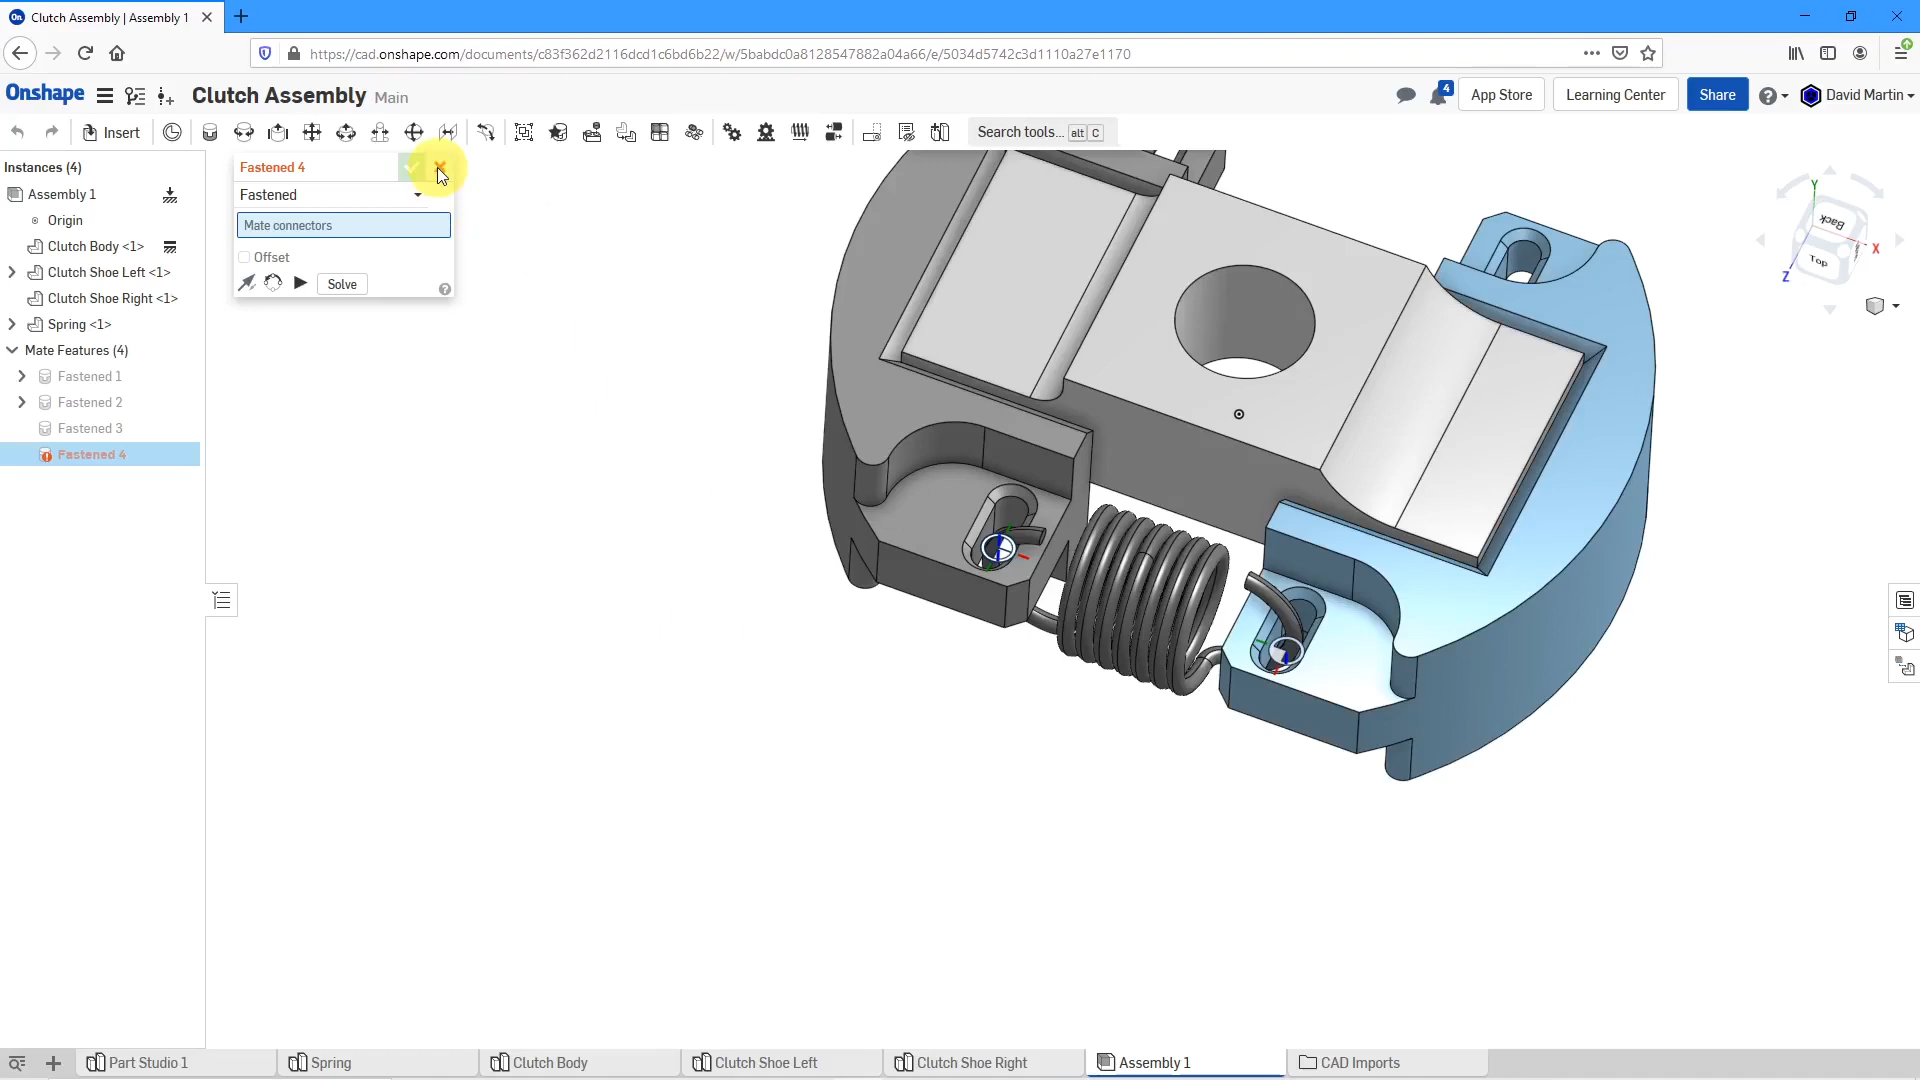 Clutch Assembly | Assembly 1
https://cad.onshape.com/documents/c83f362d2116dcd1c6bd6b22/w/5babdc0a8128547882a04a66/e/5034d5742c3d1110a27e1170
Onshape Clutch Assembly Main
4 App Store Learning Center Share David Martin
Insert Search tools... alt C
Instances (4)
Assembly 1
Origin
Clutch Body <1>
Clutch Shoe Left <1>
Clutch Shoe Right <1>
Spring <1>
Mate Features (4)
Fastened 1
Fastened 2
Fastened 3
Fastened 4
Fastened 4
Fastened
Mate connectors
Offset
Solve
Y
Back
X
Top
Z
Part Studio 1 Spring Clutch Body Clutch Shoe Left Clutch Shoe Right Assembly 1 CAD Imports